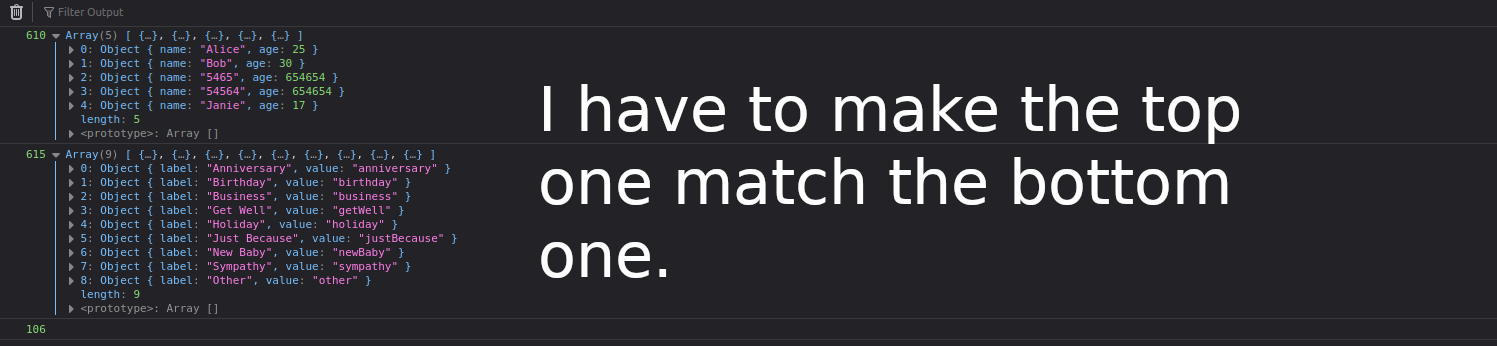 Filter Output
610 Array(5) [ {…}, {…}, {…}, {…}, {…} ]
0: Object { name: "Alice", age: 25 }
1: Object { name: "Bob", age: 30 }
2: Object { name: "5465", age: 654654 }
3: Object { name: "54564", age: 654654 }
4: Object { name: "Janie", age: 17 }
length: 5
<prototype>: Array []
615 Array(9) [ {…}, {…}, {…}, {…}, {…}, {…}, {…}, {…}, {…} ]
0: Object { label: "Anniversary", value: "anniversary" }
1: Object { label: "Birthday", value: "birthday" }
2: Object { label: "Business", value: "business" }
3: Object { label: "Get Well", value: "getWell" }
4: Object { label: "Holiday", value: "holiday" }
5: Object { label: "Just Because", value: "justBecause" }
6: Object { label: "New Baby", value: "newBaby" }
7: Object { label: "Sympathy", value: "sympathy" }
8: Object { label: "Other", value: "other" }
length: 9
<prototype>: Array []
106
I have to make the top
one match the bottom
one.